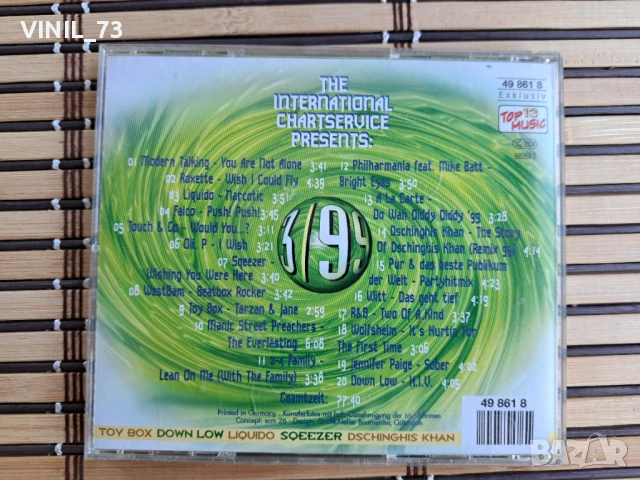 VINIL_73
THE
INTERNATIONAL
CHARTSERVICE
PRESENTS:
49 861 8
Exklusiv
TOP 13
MUSIC
01 Modern Talking - You Are Not Alone 3:41
02 Roxette - Wish I Could Fly 4:39
03 Liquido - Narcotic 3:51
04 Falco - Push! Push! 3:45
05 Touch & Go - Would You...?
06 Oli. P - I Wish
07 Sqeezer -
Wishing You Were Here 4:20
08 WestBam - Beatbox Rocker 3:42
09 Toy Box - Tarzan & Jane 2:59
10 Manic Street Preachers -
The Everlasting 6:08
11 2-4 Family -
Lean On Me (With The Family) 3:36
3/99
12 Philharmania feat. Mike Batt -
Bright Eyes 3:50
13 A La Carte -
Do Wah Diddy Diddy '99 3:28
14 Dschinghis Khan - The Story
Of Dschinghis Khan (Remix 99) 4:14
15 Pur & das beste Publikum
der Welt - Partyhitmix 4:23
16 Witt - Das geht tief
17 R&B - Two Of A Kind 3:37
18 Wolfsheim - It's Hurtin' For
The First Time 3:06
19 Jennifer Paige - Sober 4:04
20 Down Low - H.I.V. 4:05
Gesamtzeit: 77:40
Printed in Germany
49 861 8
TOY BOX DOWN LOW LIQUIDO SQEEZER DSCHINGHIS KHAN
BAZAR